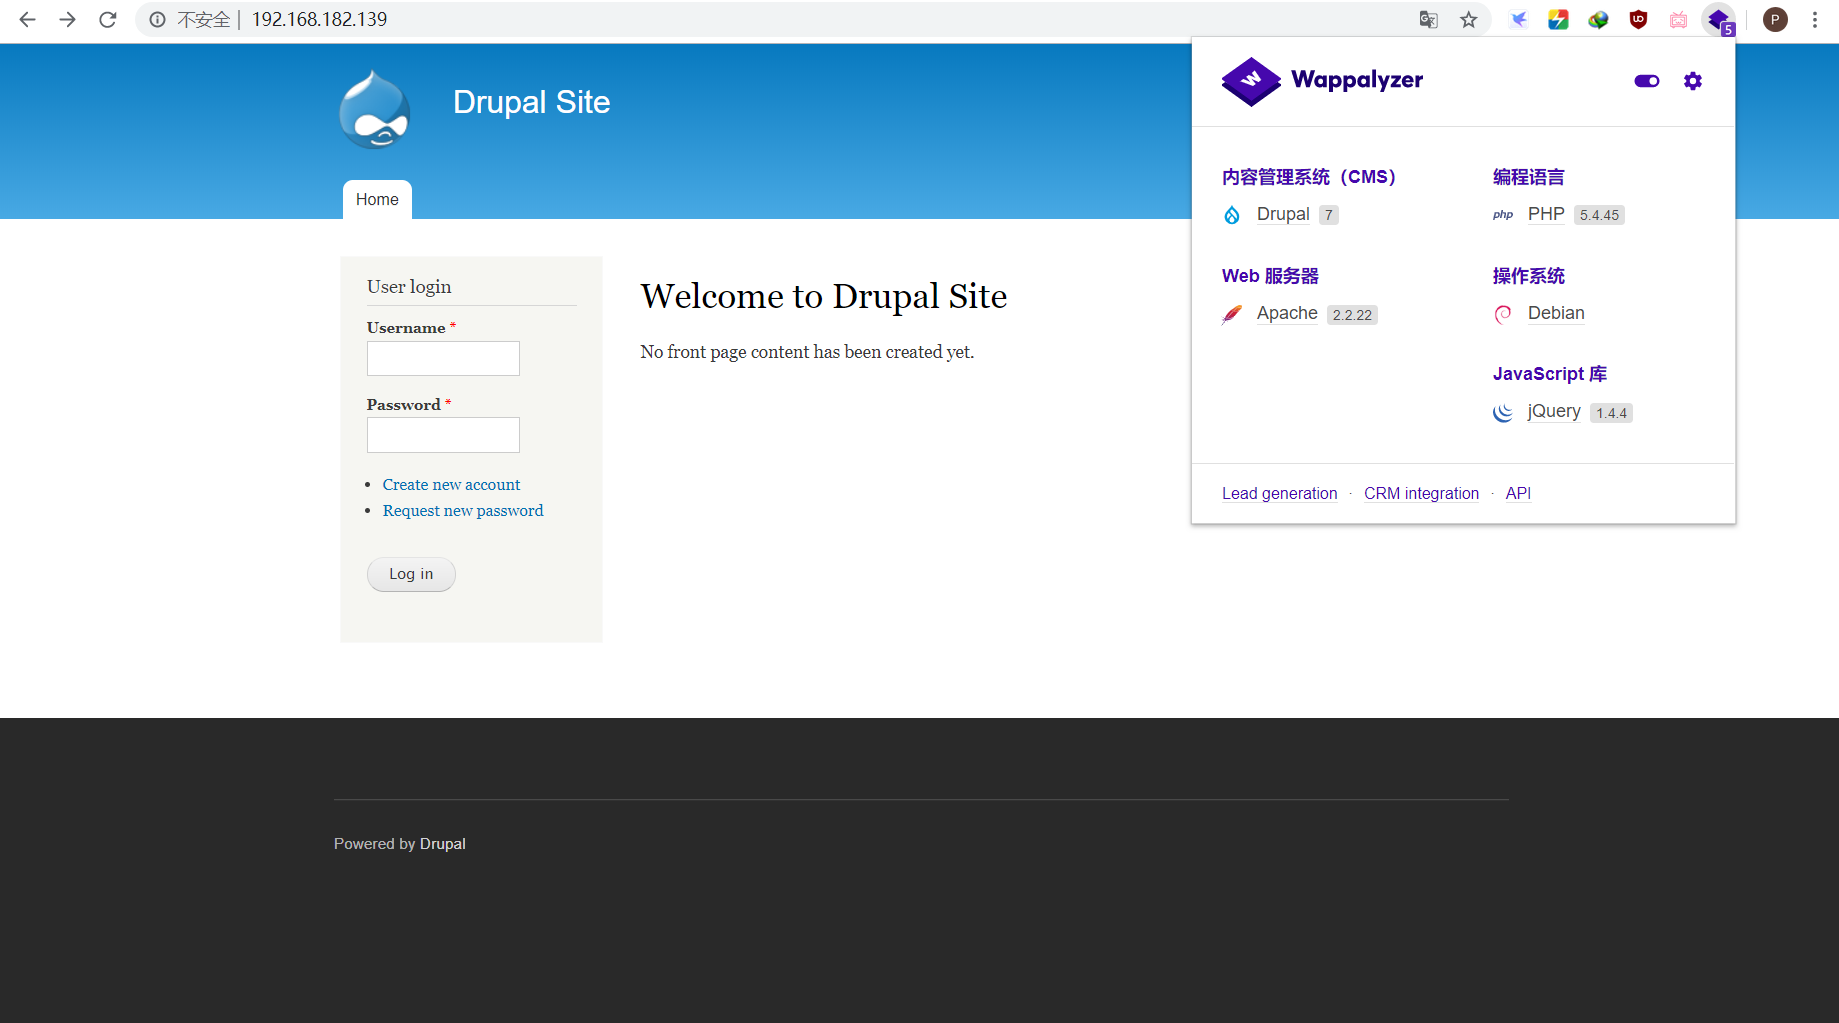 不安全 | 192.168.182.139
5
P
Drupal Site
Home
User login
Username *
Password *
Create new account
Request new password
Log in
Welcome to Drupal Site
No front page content has been created yet.
Wappalyzer
内容管理系统（CMS）
Drupal 7
Web 服务器
Apache 2.2.22
编程语言
php PHP 5.4.45
操作系统
Debian
JavaScript 库
jQuery 1.4.4
Lead generation · CRM integration · API
Powered by Drupal